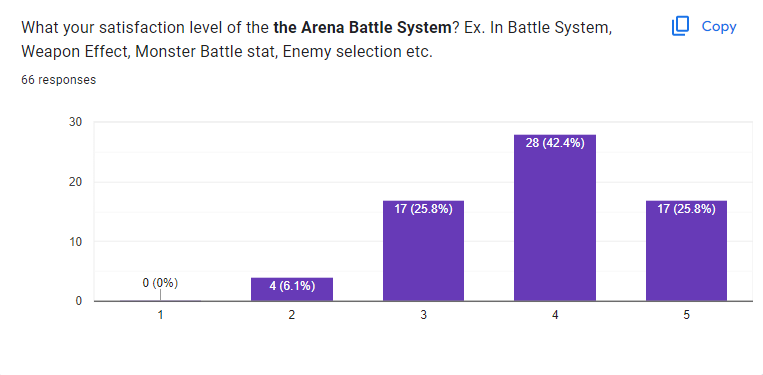 What your satisfaction level of the the Arena Battle System? Ex. In Battle System,
Weapon Effect, Monster Battle stat, Enemy selection etc.
Copy
66 responses
30
20
10
0
0 (0%)
4 (6.1%)
17 (25.8%)
28 (42.4%)
17 (25.8%)
1 2 3 4 5